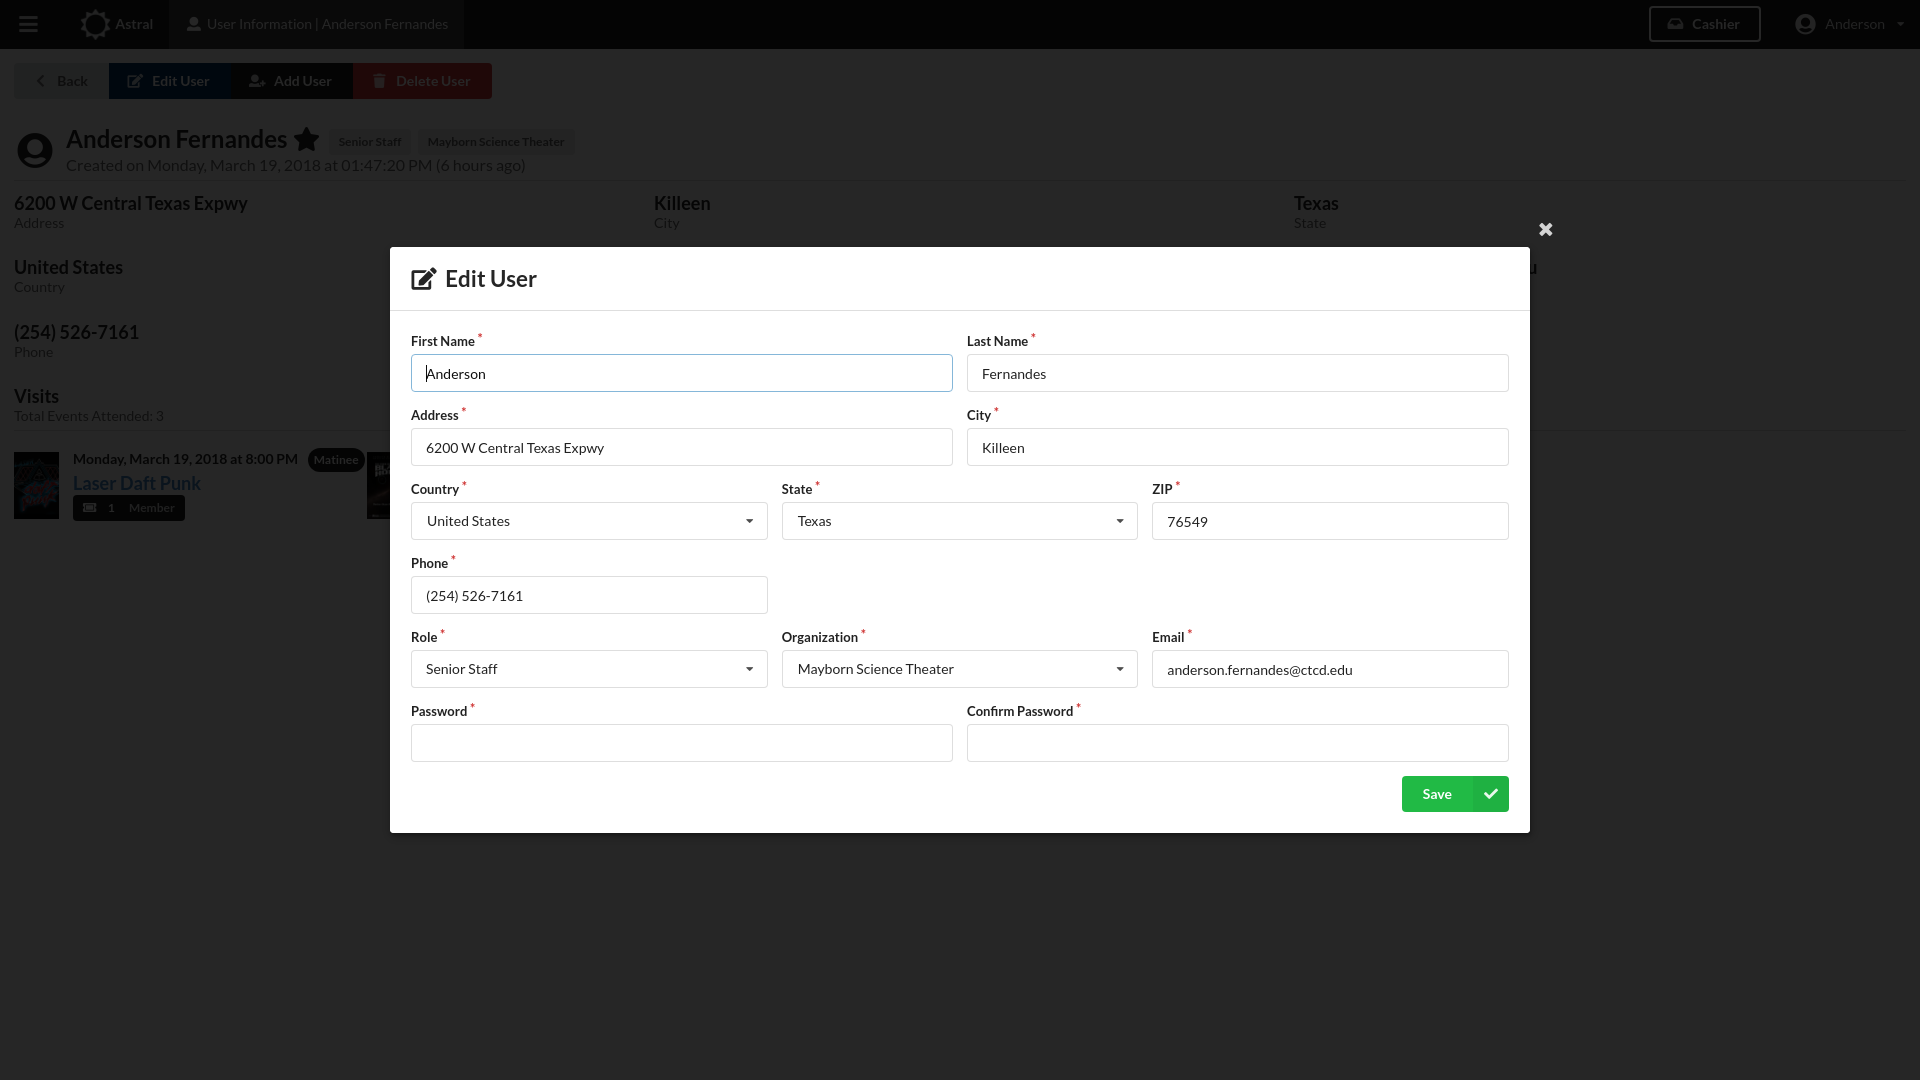 Astral
User Information | Anderson Fernandes
Cashier
Anderson
Back
Edit User
Add User
Delete User
Anderson Fernandes
Senior Staff
Mayborn Science Theater
Created on Monday, March 19, 2018 at 01:47:20 PM (6 hours ago)
6200 W Central Texas Expwy
Address
Killeen
City
Texas
State
United States
Country
(254) 526-7161
Phone
Visits
Total Events Attended: 3
Monday, March 19, 2018 at 8:00 PM
Matinee
Laser Daft Punk
1 Member
Edit User
First Name *
Last Name *
Anderson
Fernandes
Address *
City *
6200 W Central Texas Expwy
Killeen
Country *
State *
ZIP *
United States
Texas
76549
Phone *
(254) 526-7161
Role *
Organization *
Email *
Senior Staff
Mayborn Science Theater
anderson.fernandes@ctcd.edu
Password *
Confirm Password *
Save